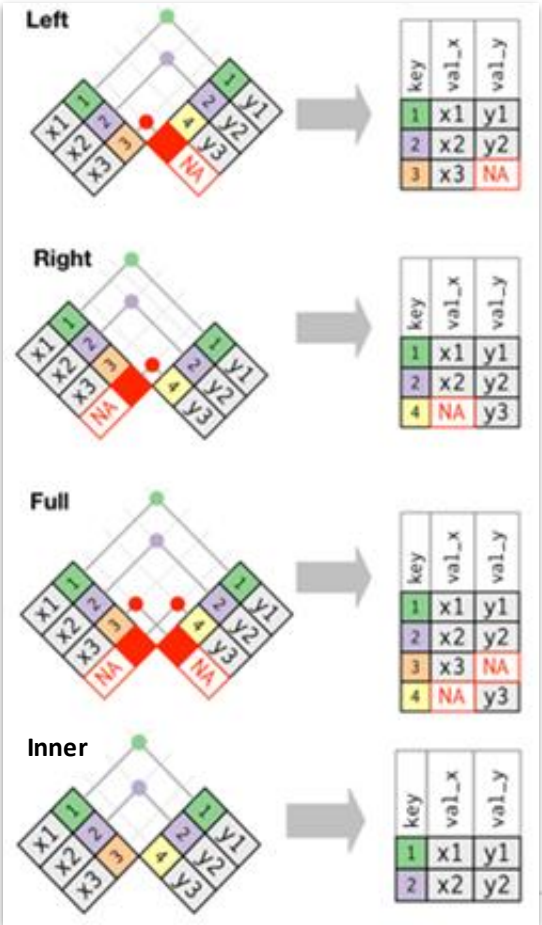 Left
1 1
x1 2 2 y1
x2 3 4 y2
x3 y3
NA
key val_x val_y
1 x1 y1
2 x2 y2
3 x3 NA
Right
1 1
x1 2 2 y1
x2 3 4 y2
x3 y3
NA
key val_x val_y
1 x1 y1
2 x2 y2
4 NA y3
Full
1 1
x1 2 2 y1
x2 3 4 y2
x3 y3
NA NA
key val_x val_y
1 x1 y1
2 x2 y2
3 x3 NA
4 NA y3
Inner
1 1
x1 2 2 y1
x2 3 4 y2
x3 y3
key val_x val_y
1 x1 y1
2 x2 y2